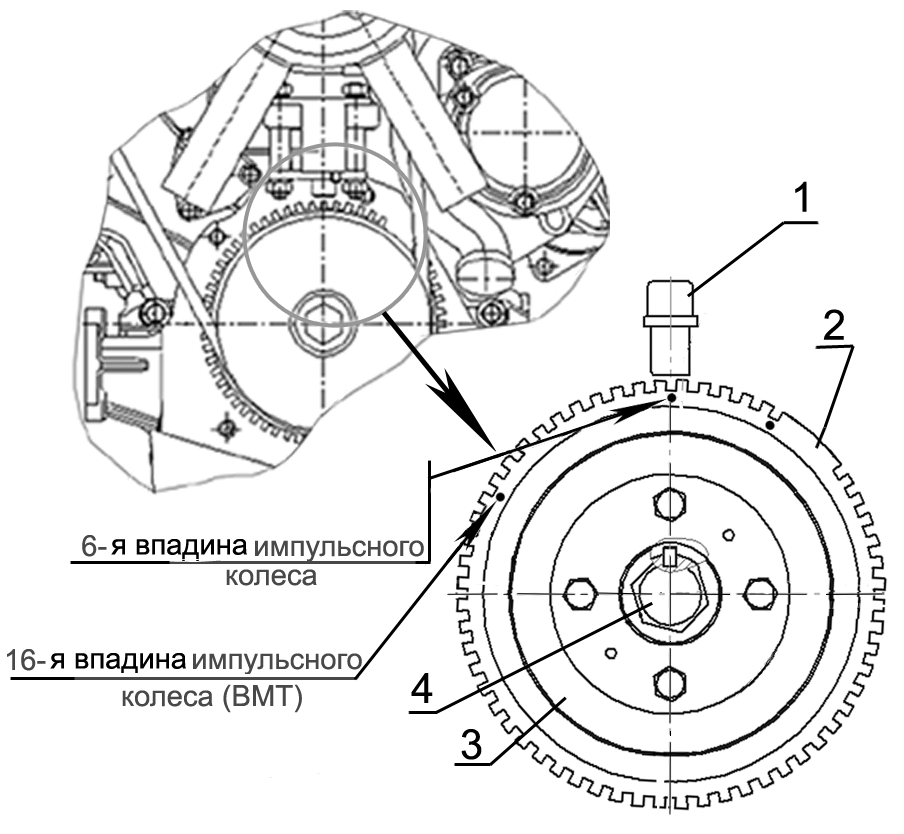 1
2
6-я впадина импульсного
колеса
16-я впадина импульсного
колеса (ВМТ)
4
3